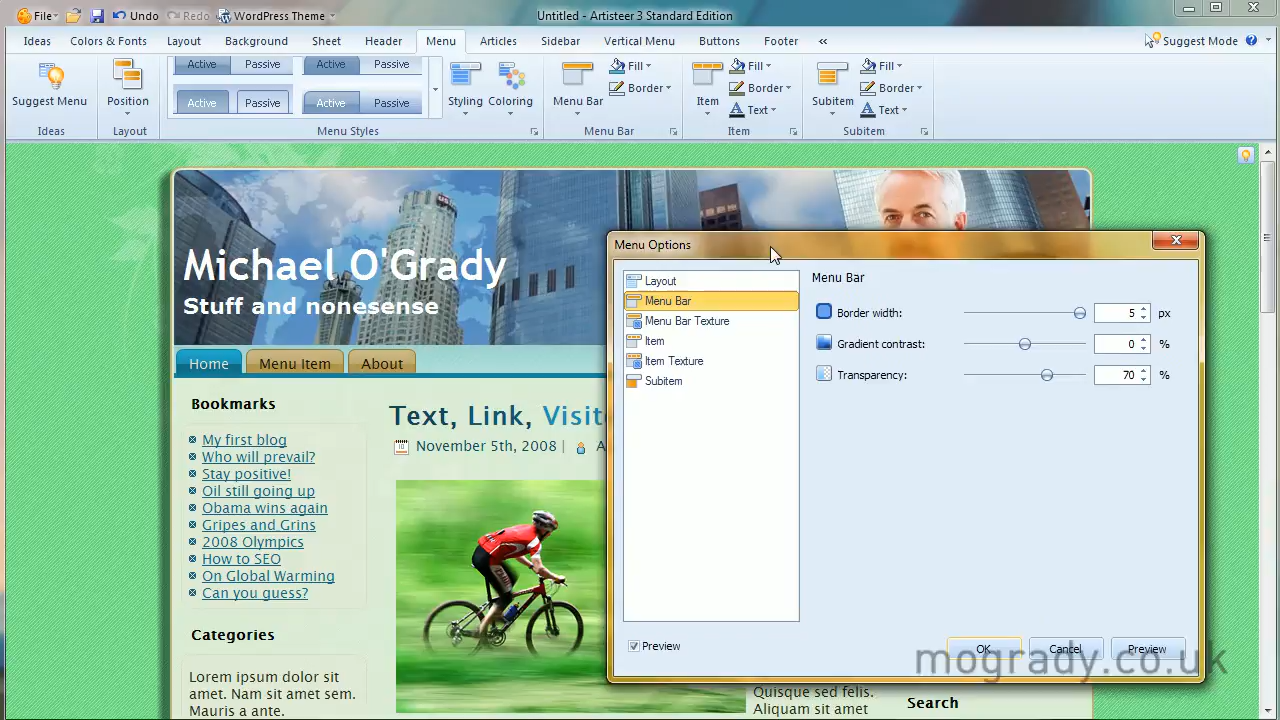 File
Undo
Redo
WordPress Theme
Untitled - Artisteer 3 Standard Edition
Ideas
Colors & Fonts
Layout
Background
Sheet
Header
Menu
Articles
Sidebar
Vertical Menu
Buttons
Footer
«
Suggest Mode
Suggest Menu
Position
Active Passive Active Passive
Active Passive Active Passive
Styling
Coloring
Menu Bar
Fill
Border
Item
Fill
Border
Text
Subitem
Fill
Border
Text
Ideas
Layout
Menu Styles
Menu Bar
Item
Subitem
Michael O'Grady
Stuff and nonesense
Home
Menu Item
About
Bookmarks
My first blog
Who will prevail?
Stay positive!
Oil still going up
Obama wins again
Gripes and Grins
2008 Olympics
How to SEO
On Global Warming
Can you guess?
Categories
Lorem ipsum dolor sit
amet. Nam sit amet sem.
Mauris a ante.
Text, Link,
November 5th, 2008 |
Quisque sed felis.
Aliquam sit amet
Search
Menu Options
Layout
Menu Bar
Menu Bar Texture
Item
Item Texture
Subitem
Menu Bar
Border width: 5 px
Gradient contrast: 0 %
Transparency: 70 %
Preview
OK
Cancel
Preview
mogrady.co.uk